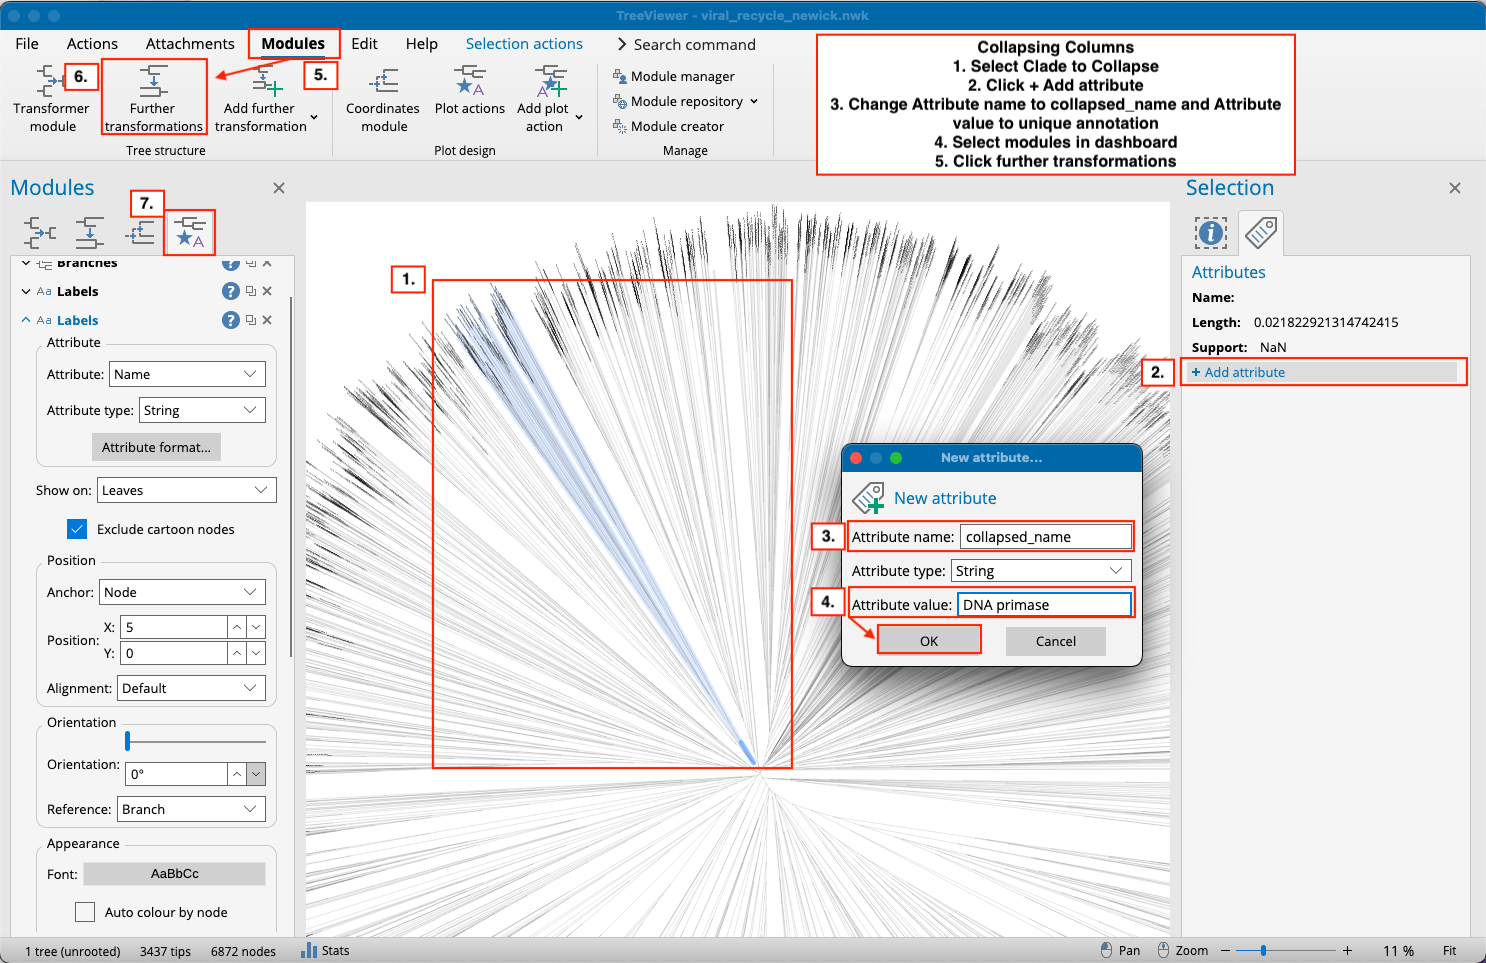 TreeViewer - viral_recycle_newick.nwk
File Actions Attachments Modules Edit Help Selection actions Search command
6.
5.
Transformer module
Further transformations
Add further transformation
Tree structure
Coordinates module
Plot actions
Add plot action
Plot design
Module manager
Module repository
Module creator
Manage
Collapsing Columns
1. Select Clade to Collapse
2. Click + Add attribute
3. Change Attribute name to collapsed_name and Attribute
value to unique annotation
4. Select modules in dashboard
5. Click further transformations
Modules
7.
A
Branches ?
Aa Labels ?
Aa Labels ?
Attribute
Attribute: Name
Attribute type: String
Attribute format...
Show on: Leaves
Exclude cartoon nodes
Position
Anchor: Node
Position:
X: 5
Y: 0
Alignment: Default
Orientation
Orientation: 0°
Reference: Branch
Appearance
Font: AaBbCc
Auto colour by node
1.
Selection
Attributes
Name:
Length: 0.021822921314742415
Support: NaN
2.
+ Add attribute
New attribute...
New attribute
3.
Attribute name: collapsed_name
Attribute type: String
4.
Attribute value: DNA primase
OK Cancel
1 tree (unrooted) 3437 tips 6872 nodes Stats Pan Zoom − + 11 % Fit